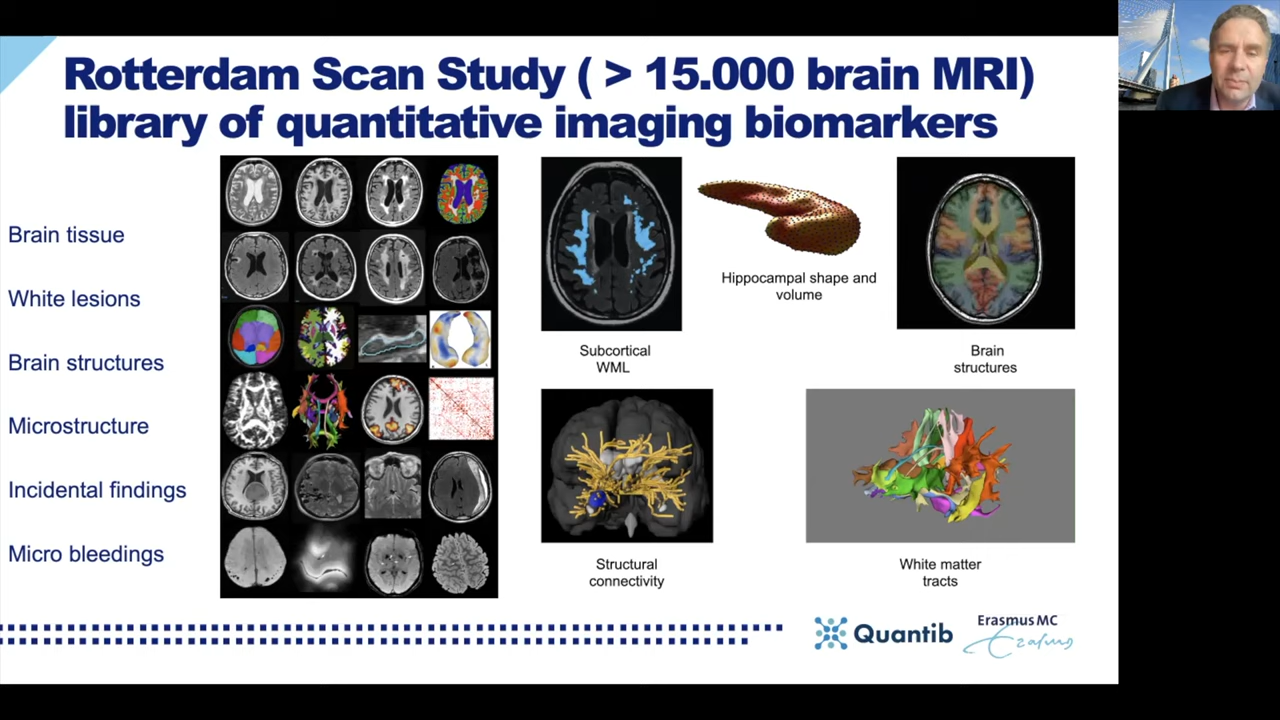 Rotterdam Scan Study ( > 15.000 brain MRI)
library of quantitative imaging biomarkers
Brain tissue
White lesions
Brain structures
Microstructure
Incidental findings
Micro bleedings
Subcortical
WML
Hippocampal shape and
volume
Brain
structures
Structural
connectivity
White matter
tracts
Quantib
Erasmus MC
Erasmus